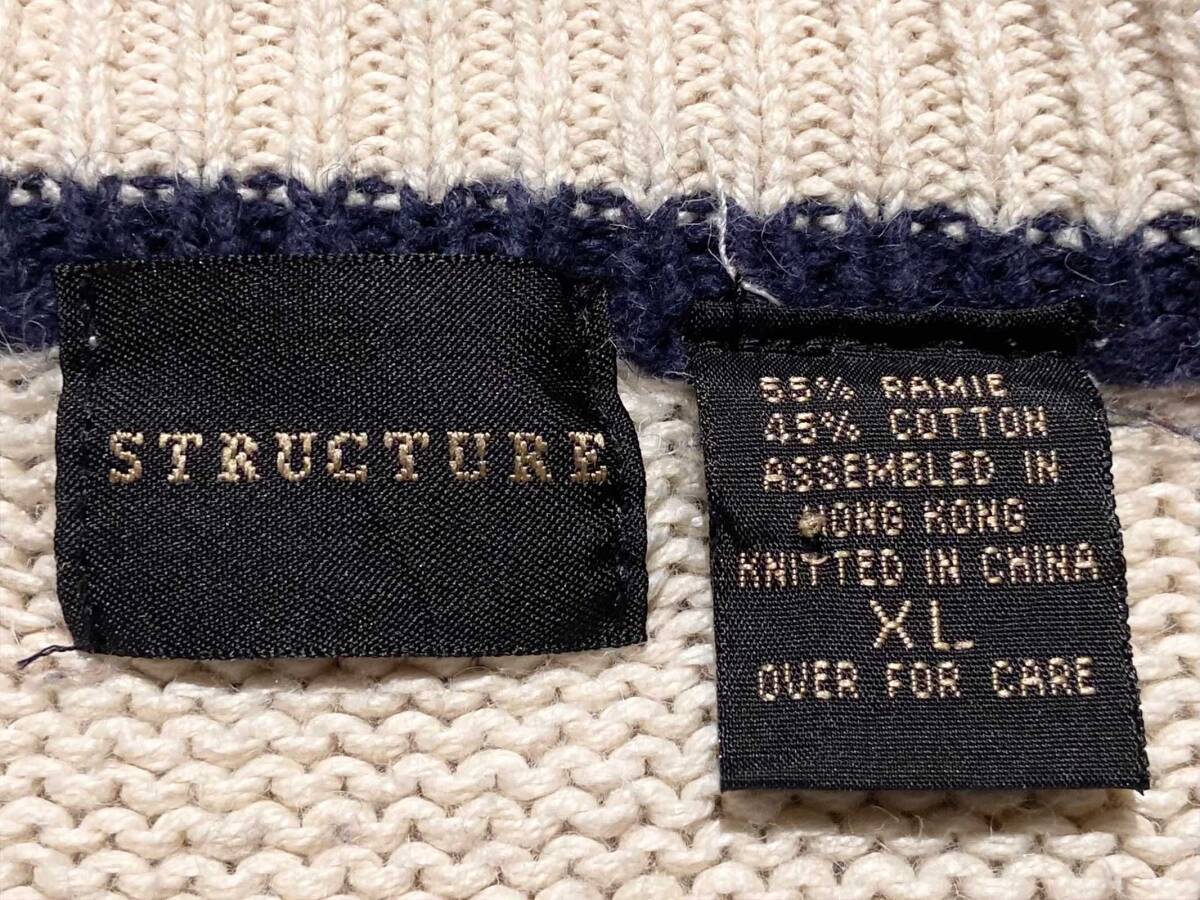 STRUCTURE
55% RAMIE
45% COTTON
ASSEMBLED IN
HONG KONG
KNITTED IN CHINA
XL
OVER FOR CARE